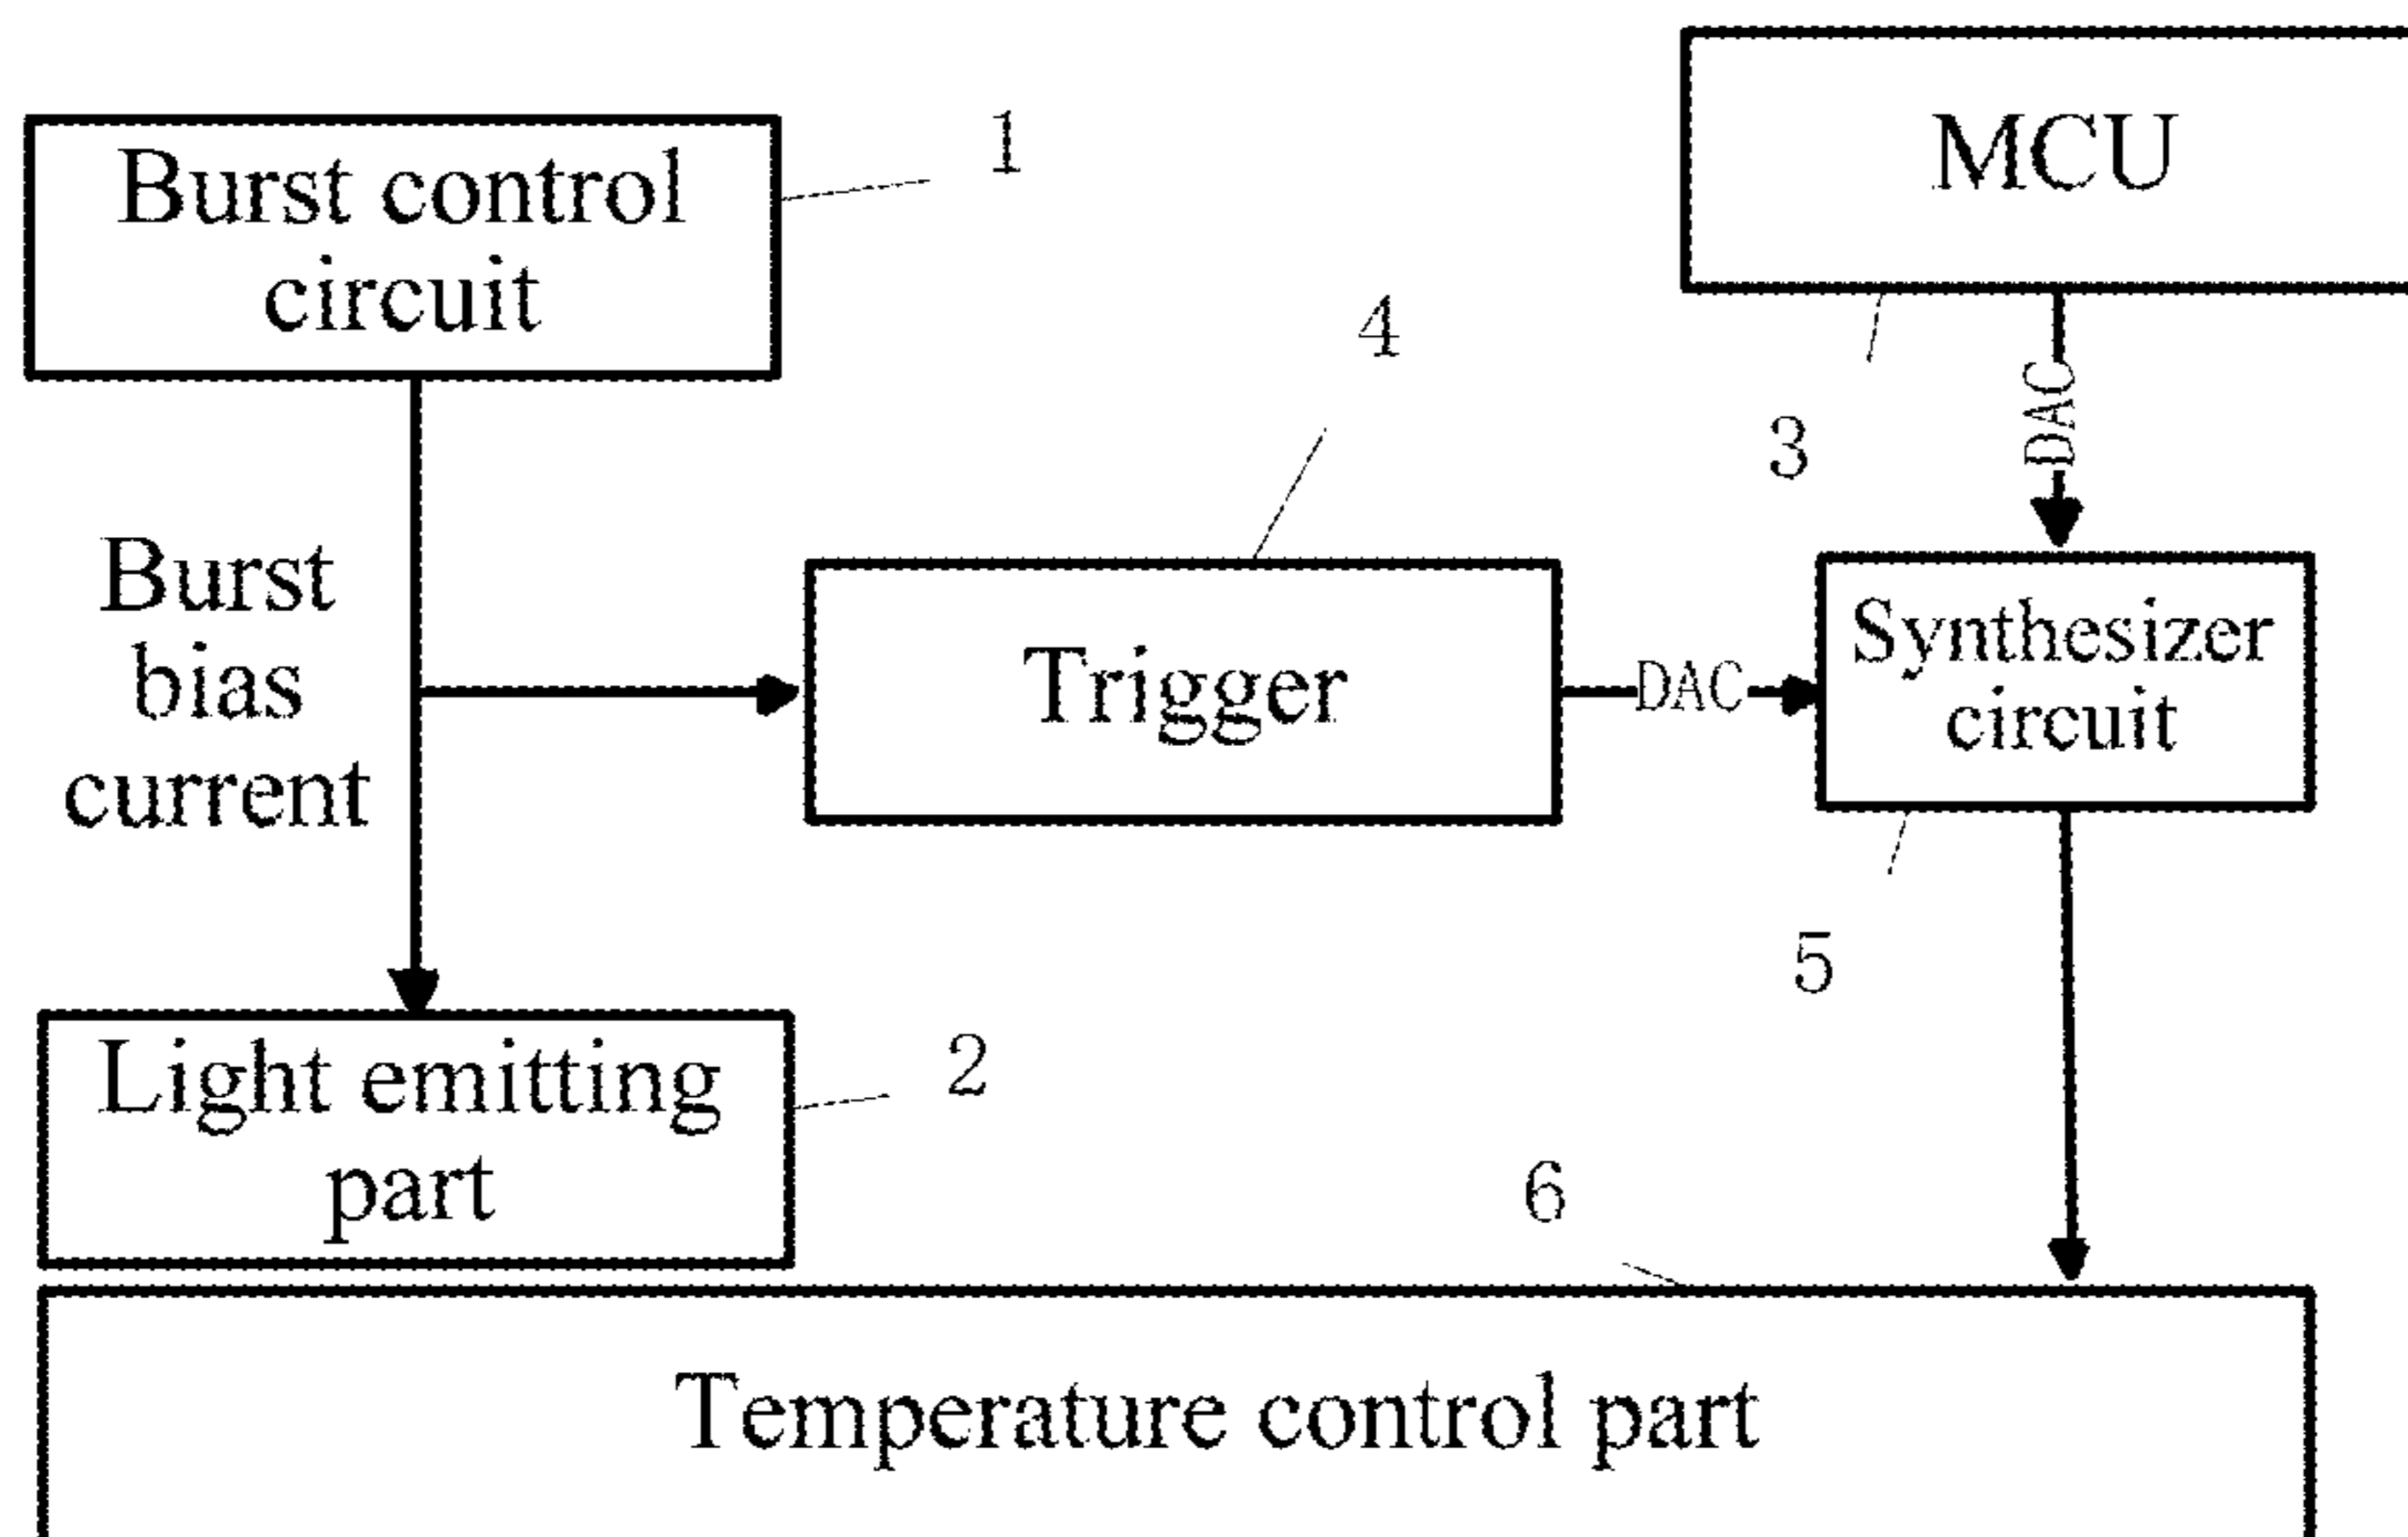 MCU
1
Burst control
circuit
4
DAC
3
Burst
bias
current
Trigger
DAC
Synthesizer
circuit
5
Light emitting
part
2
6
Temperature control part